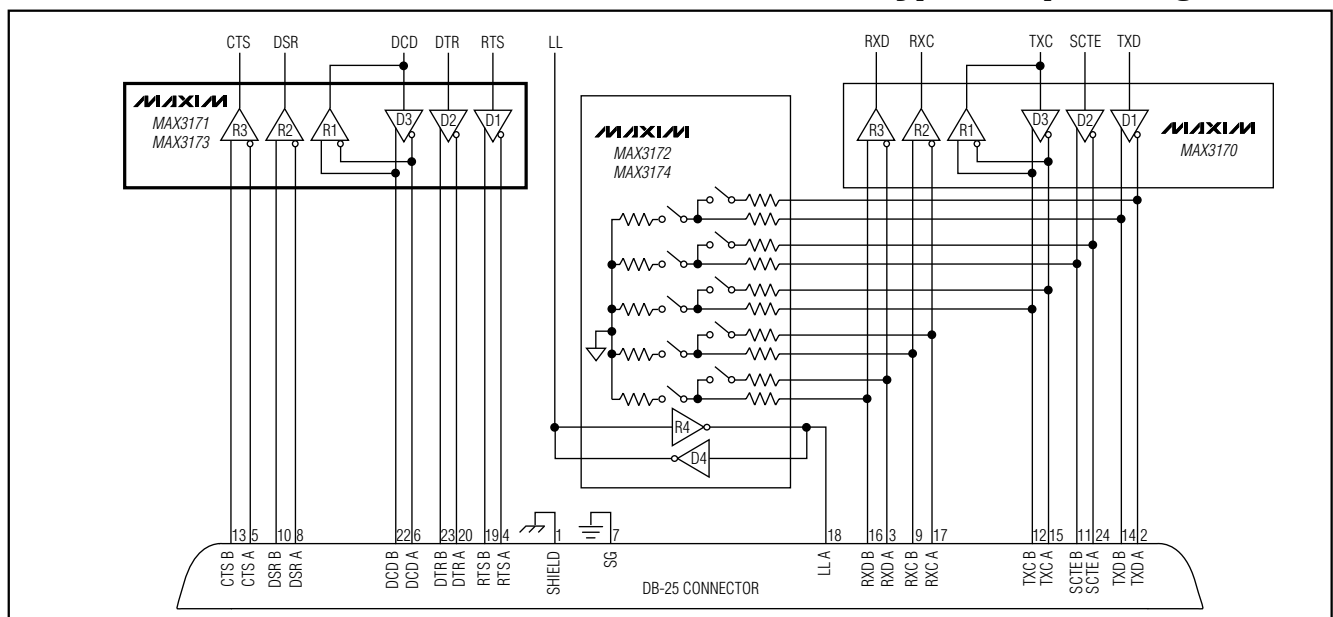 CTS DSR DCD DTR RTS LL RXD RXC TXC SCTE TXD
MAXIM
MAX3171
MAX3173
R3 R2 R1 D3 D2 D1
MAXIM
MAX3172
MAX3174
R3 R2 R1 D3 D2 D1
MAXIM
MAX3170
R4
D4
13 5 10 8 22 6 23 20 19 4 1 7 18 16 3 9 17 12 15 11 24 14 2
CTS B
CTS A
DSR B
DSR A
DCD B
DCD A
DTR B
DTR A
RTS B
RTS A
SHIELD
SG
LL A
RXD B
RXD A
RXC B
RXC A
TXC B
TXC A
SCTE B
SCTE A
TXD B
TXD A
DB-25 CONNECTOR